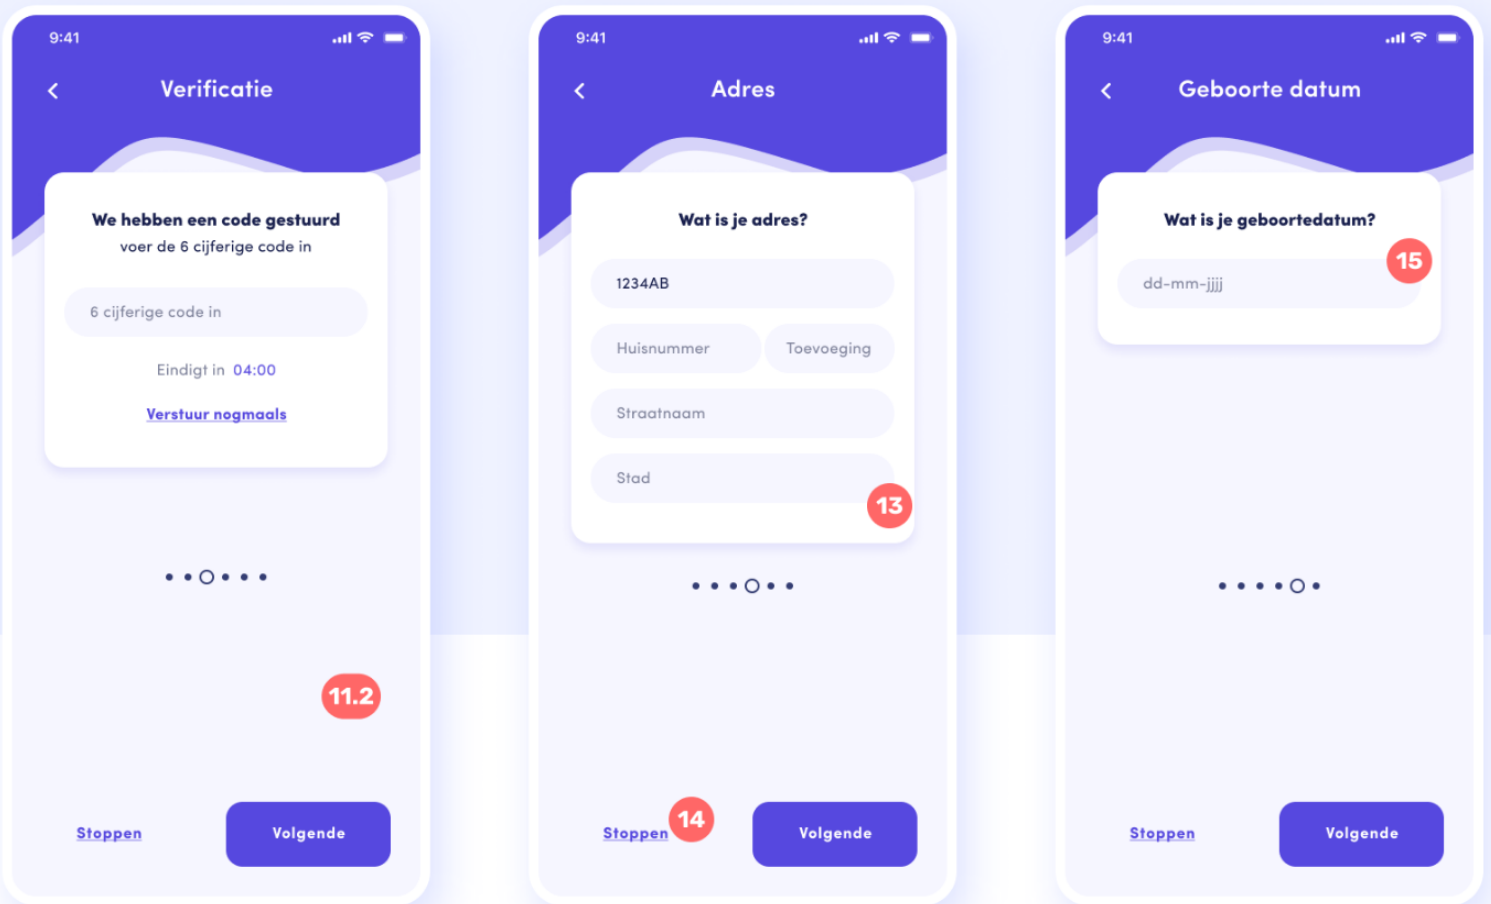 9:41
Verificatie
We hebben een code gestuurd
voer de 6 cijferige code in
6 cijferige code in
Eindigt in 04:00
Verstuur nogmaals
11.2
Stoppen
Volgende
9:41
Adres
Wat is je adres?
1234AB
Huisnummer
Toevoeging
Straatnaam
Stad
13
Stoppen
14
Volgende
9:41
Geboorte datum
Wat is je geboortedatum?
15
dd-mm-jjjj
Stoppen
Volgende